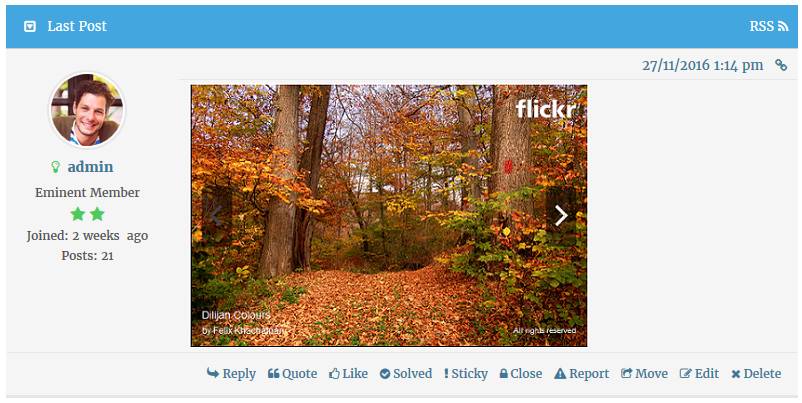 Last Post
RSS
27/11/2016 1:14 pm
flickr
admin
Eminent Member
Joined: 2 weeks ago
Posts: 21
Dilijan Colours
by Felix Khachatryan
All rights reserved
Reply Quote Like Solved Sticky Close Report Move Edit Delete